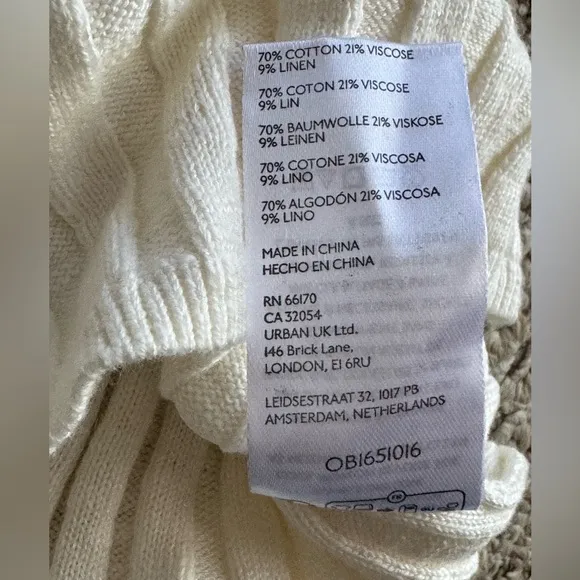 70% COTTON 21% VISCOSE
9% LINEN
70% COTON 21% VISCOSE
9% LIN
70% BAUMWOLLE 21% VISKOSE
9% LEINEN
70% COTONE 21% VISCOSA
9% LINO
70% ALGODÓN 21% VISCOSA
9% LINO
MADE IN CHINA
HECHO EN CHINA
RN 66170
CA 32054
URBAN UK Ltd.
146 Brick Lane,
LONDON, E1 6RU
LEIDSESTRAAT 32, 1017 PB
AMSTERDAM, NETHERLANDS
OB1651016
FR